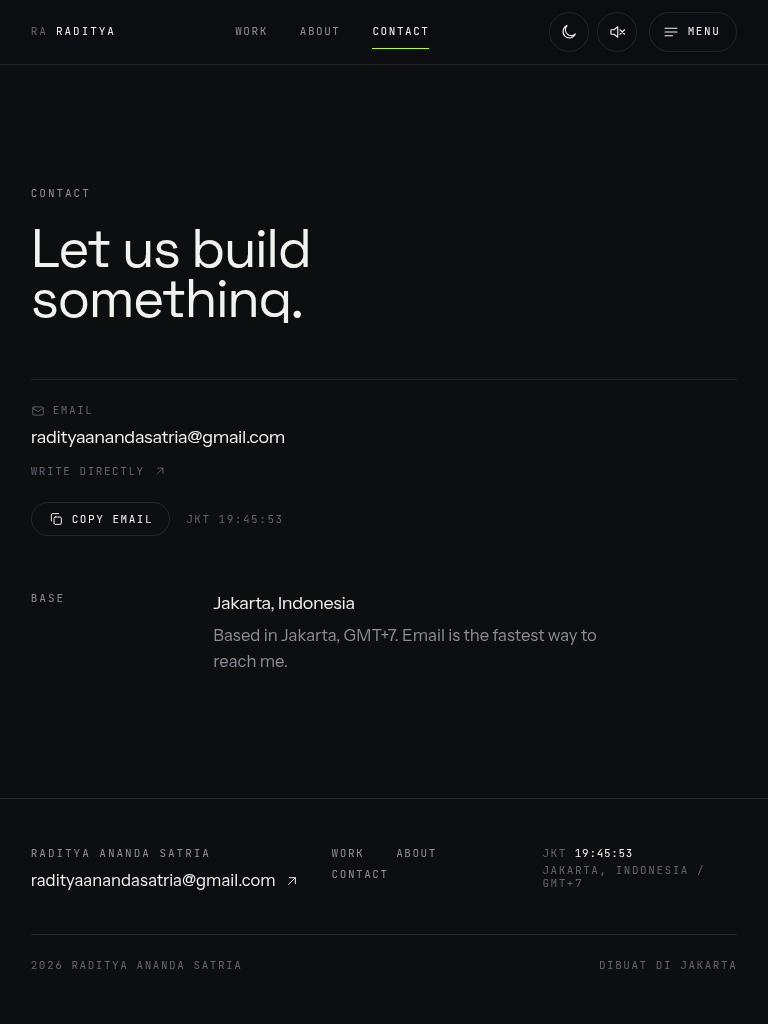 RA RADITYA
WORK ABOUT CONTACT
MENU
CONTACT
Let us build
something.
EMAIL
radityaanandasatria@gmail.com
WRITE DIRECTLY
COPY EMAIL JKT 19:45:53
BASE
Jakarta, Indonesia
Based in Jakarta, GMT+7. Email is the fastest way to
reach me.
RADITYA ANANDA SATRIA
radityaanandasatria@gmail.com
WORK ABOUT
CONTACT
JKT 19:45:53
JAKARTA, INDONESIA /
GMT+7
2026 RADITYA ANANDA SATRIA
DIBUAT DI JAKARTA